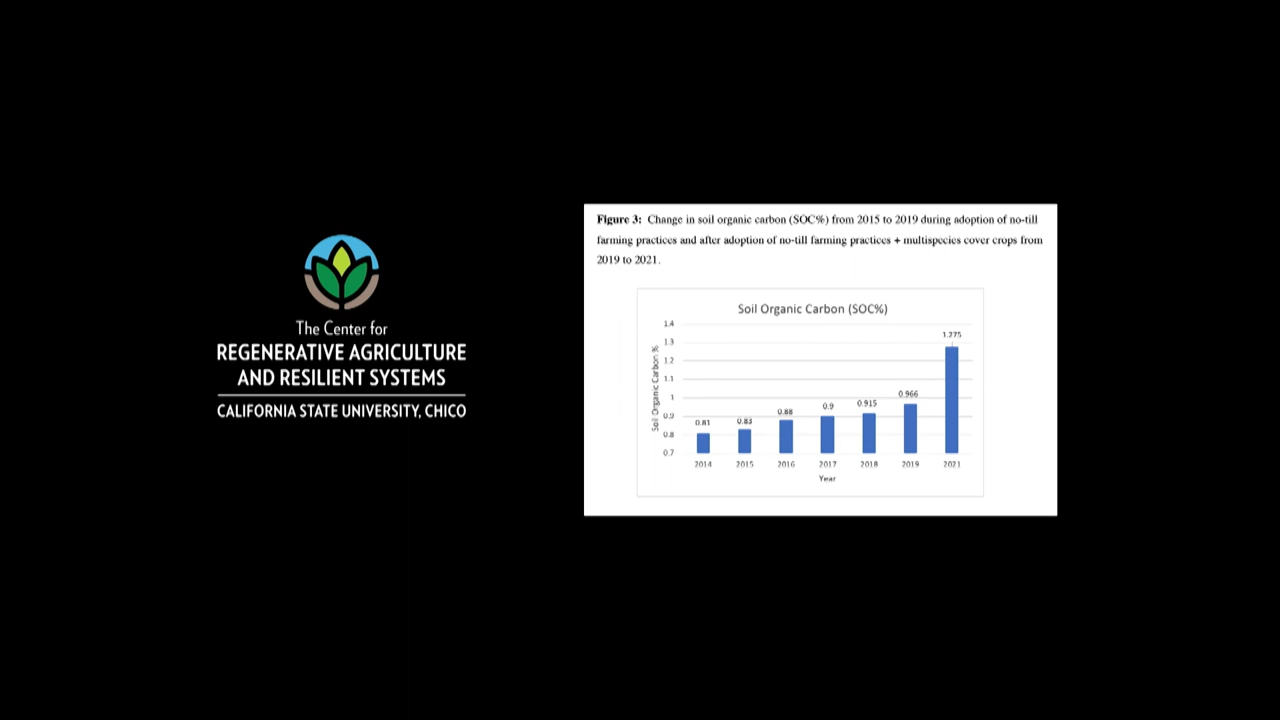 The Center for
REGENERATIVE AGRICULTURE
AND RESILIENT SYSTEMS
CALIFORNIA STATE UNIVERSITY, CHICO
Figure 3: Change in soil organic carbon (SOC%) from 2015 to 2019 during adoption of no-till
farming practices and after adoption of no-till farming practices + multispecies cover crops from
2019 to 2021.
Soil Organic Carbon (SOC%)
Soil Organic Carbon %
1.4
1.3
1.2
1.1
1
0.9
0.8
0.7
0.81
0.83
0.88
0.9
0.915
0.966
1.275
2014 2015 2016 2017 2018 2019 2021
Year